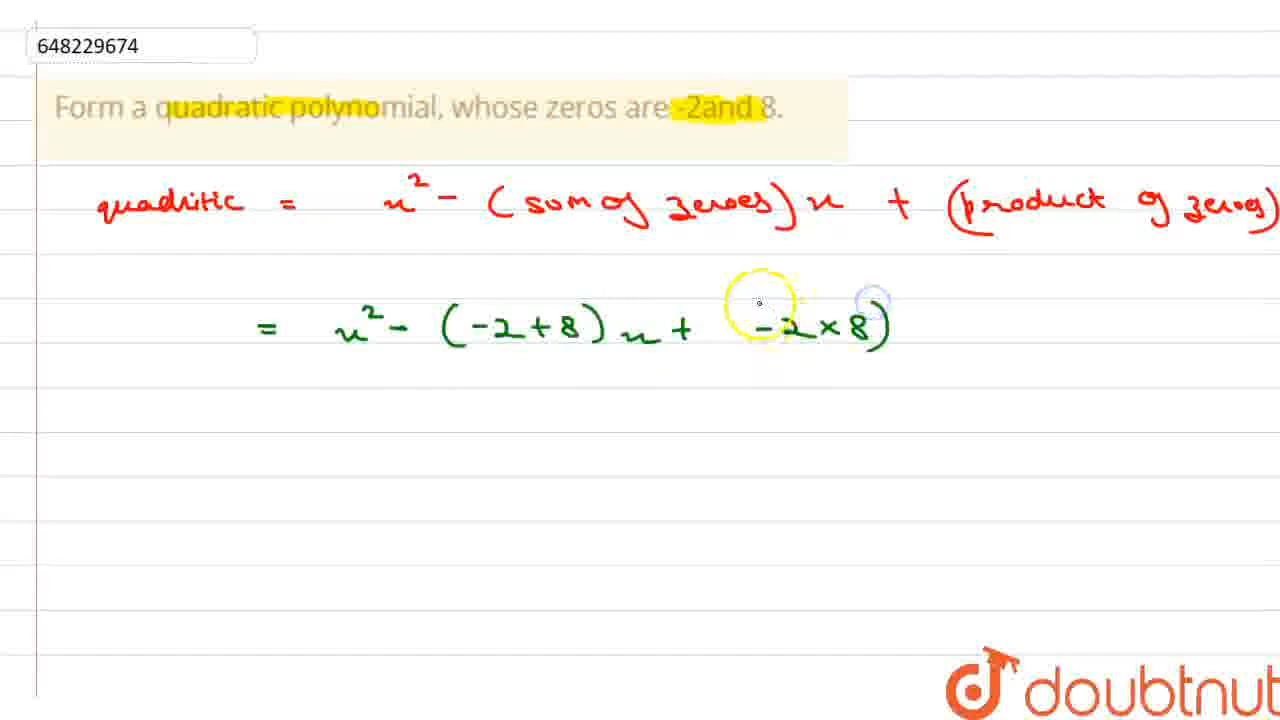 648229674
Form a quadratic polynomial, whose zeros are -2and 8.
quadritic = x² - (sum of zeroes) x + (product of zeros)
= x² - (-2+8) x + -2×8)
doubtnut